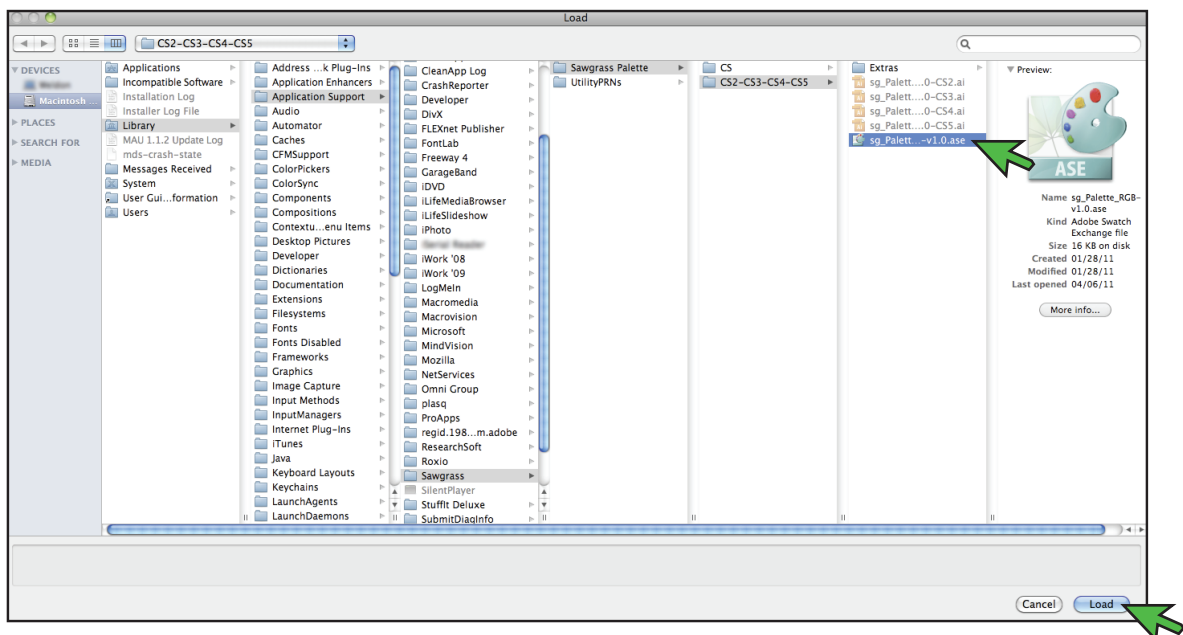 Load
CS2-CS3-CS4-CS5
DEVICES
Macintosh ...
PLACES
SEARCH FOR
MEDIA
Applications
Incompatible Software
Installation Log
Installer Log File
Library
MAU 1.1.2 Update Log
mds-crash-state
Messages Received
System
User Gui...formation
Users
Address ...k Plug-Ins
Application Enhancers
Application Support
Audio
Automator
Caches
CFMSupport
ColorPickers
ColorSync
Components
Compositions
Contextu...enu Items
Desktop Pictures
Developer
Dictionaries
Documentation
Extensions
Filesystems
Fonts
Fonts Disabled
Frameworks
Graphics
Image Capture
Input Methods
InputManagers
Internet Plug-Ins
iTunes
Java
Keyboard Layouts
Keychains
LaunchAgents
LaunchDaemons
CleanApp Log
CrashReporter
Developer
DivX
FLEXnet Publisher
FontLab
Freeway 4
GarageBand
iDVD
iLifeMediaBrowser
iLifeSlideshow
iPhoto
iWork '08
iWork '09
LogMeIn
Macromedia
Macrovision
Microsoft
MindVision
Mozilla
NetServices
Omni Group
plasq
ProApps
regid.198...m.adobe
ResearchSoft
Roxio
Sawgrass
SilentPlayer
StuffIt Deluxe
SubmitDiagInfo
Sawgrass Palette
UtilityPRNs
CS
CS2-CS3-CS4-CS5
Extras
sg_Palett....0-CS2.ai
sg_Palett....0-CS3.ai
sg_Palett....0-CS4.ai
sg_Palett....0-CS5.ai
sg_Palett...-v1.0.ase
Preview:
ASE
Name sg_Palette_RGB-
v1.0.ase
Kind Adobe Swatch
Exchange file
Size 16 KB on disk
Created 01/28/11
Modified 01/28/11
Last opened 04/06/11
More info...
Cancel
Load